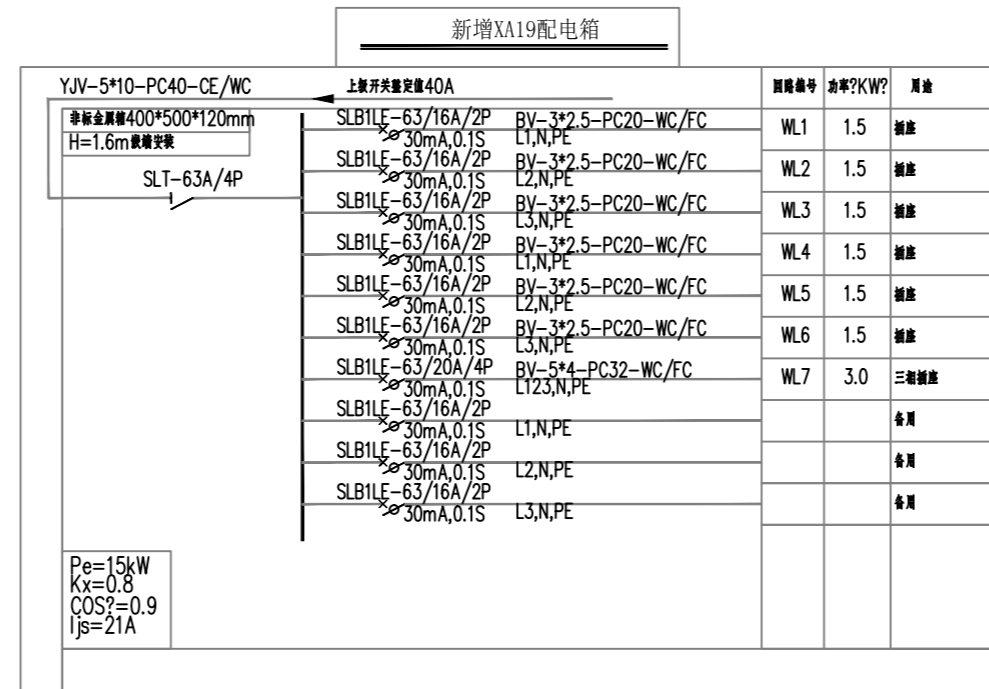 新增XA19配电箱
YJV-5*10-PC40-CE/WC
上级开关整定值40A
回路编号 功率?KW? 用途
非标金属箱400*500*120mm
H=1.6m嵌墙安装
SLT-63A/4P
SLB1LE-63/16A/2P BV-3*2.5-PC20-WC/FC
30mA,0.1S L1,N,PE
WL1 1.5 插座
SLB1LE-63/16A/2P BV-3*2.5-PC20-WC/FC
30mA,0.1S L2,N,PE
WL2 1.5 插座
SLB1LE-63/16A/2P BV-3*2.5-PC20-WC/FC
30mA,0.1S L3,N,PE
WL3 1.5 插座
SLB1LE-63/16A/2P BV-3*2.5-PC20-WC/FC
30mA,0.1S L1,N,PE
WL4 1.5 插座
SLB1LE-63/16A/2P BV-3*2.5-PC20-WC/FC
30mA,0.1S L2,N,PE
WL5 1.5 插座
SLB1LE-63/16A/2P BV-3*2.5-PC20-WC/FC
30mA,0.1S L3,N,PE
WL6 1.5 插座
SLB1LE-63/20A/4P BV-5*4-PC32-WC/FC
30mA,0.1S L123,N,PE
WL7 3.0 三相插座
SLB1LE-63/16A/2P
30mA,0.1S L1,N,PE
备用
SLB1LE-63/16A/2P
30mA,0.1S L2,N,PE
备用
SLB1LE-63/16A/2P
30mA,0.1S L3,N,PE
备用
Pe=15kW
Kx=0.8
COS?=0.9
Ijs=21A